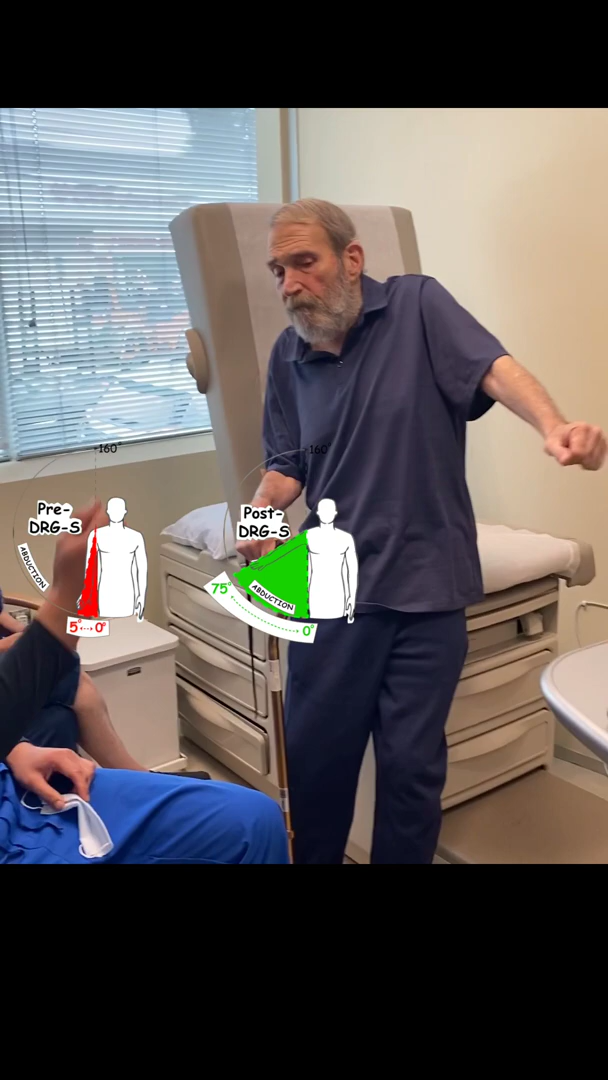 160°
Pre-
DRG-S
ABDUCTION
5° 0°
160°
Post-
DRG-S
ABDUCTION
75°
0°